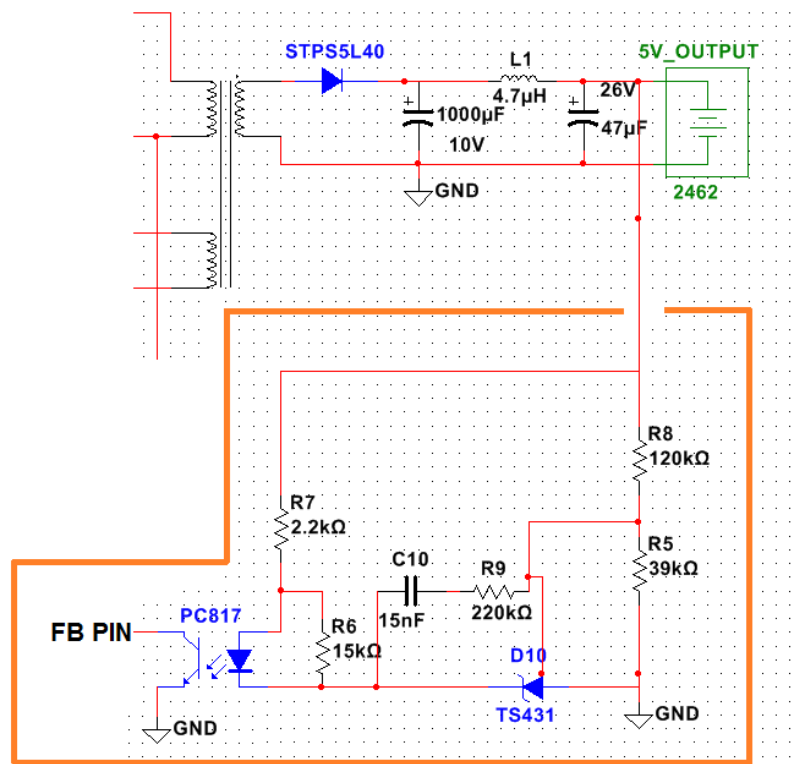 STPS5L40
L1
5V_OUTPUT
4.7µH
26V
1000µF
47µF
10V
2462
GND
R8
120kΩ
R7
2.2kΩ
C10
R9
R5
39kΩ
15nF
220kΩ
PC817
FB PIN
R6
15kΩ
D10
TS431
GND
GND